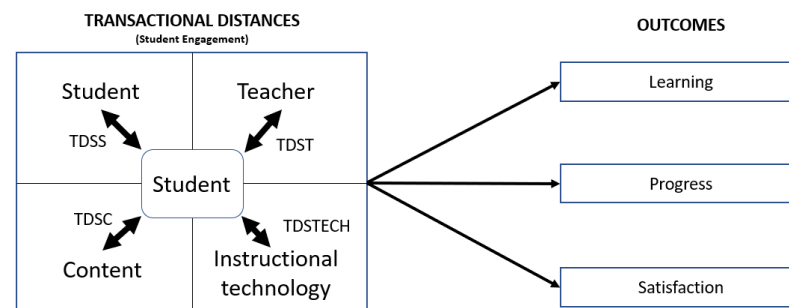 TRANSACTIONAL DISTANCES
(Student Engagement)
OUTCOMES
Student
Teacher
TDSS
TDST
Student
TDSC
TDSTECH
Content
Instructional
technology
Learning
Progress
Satisfaction